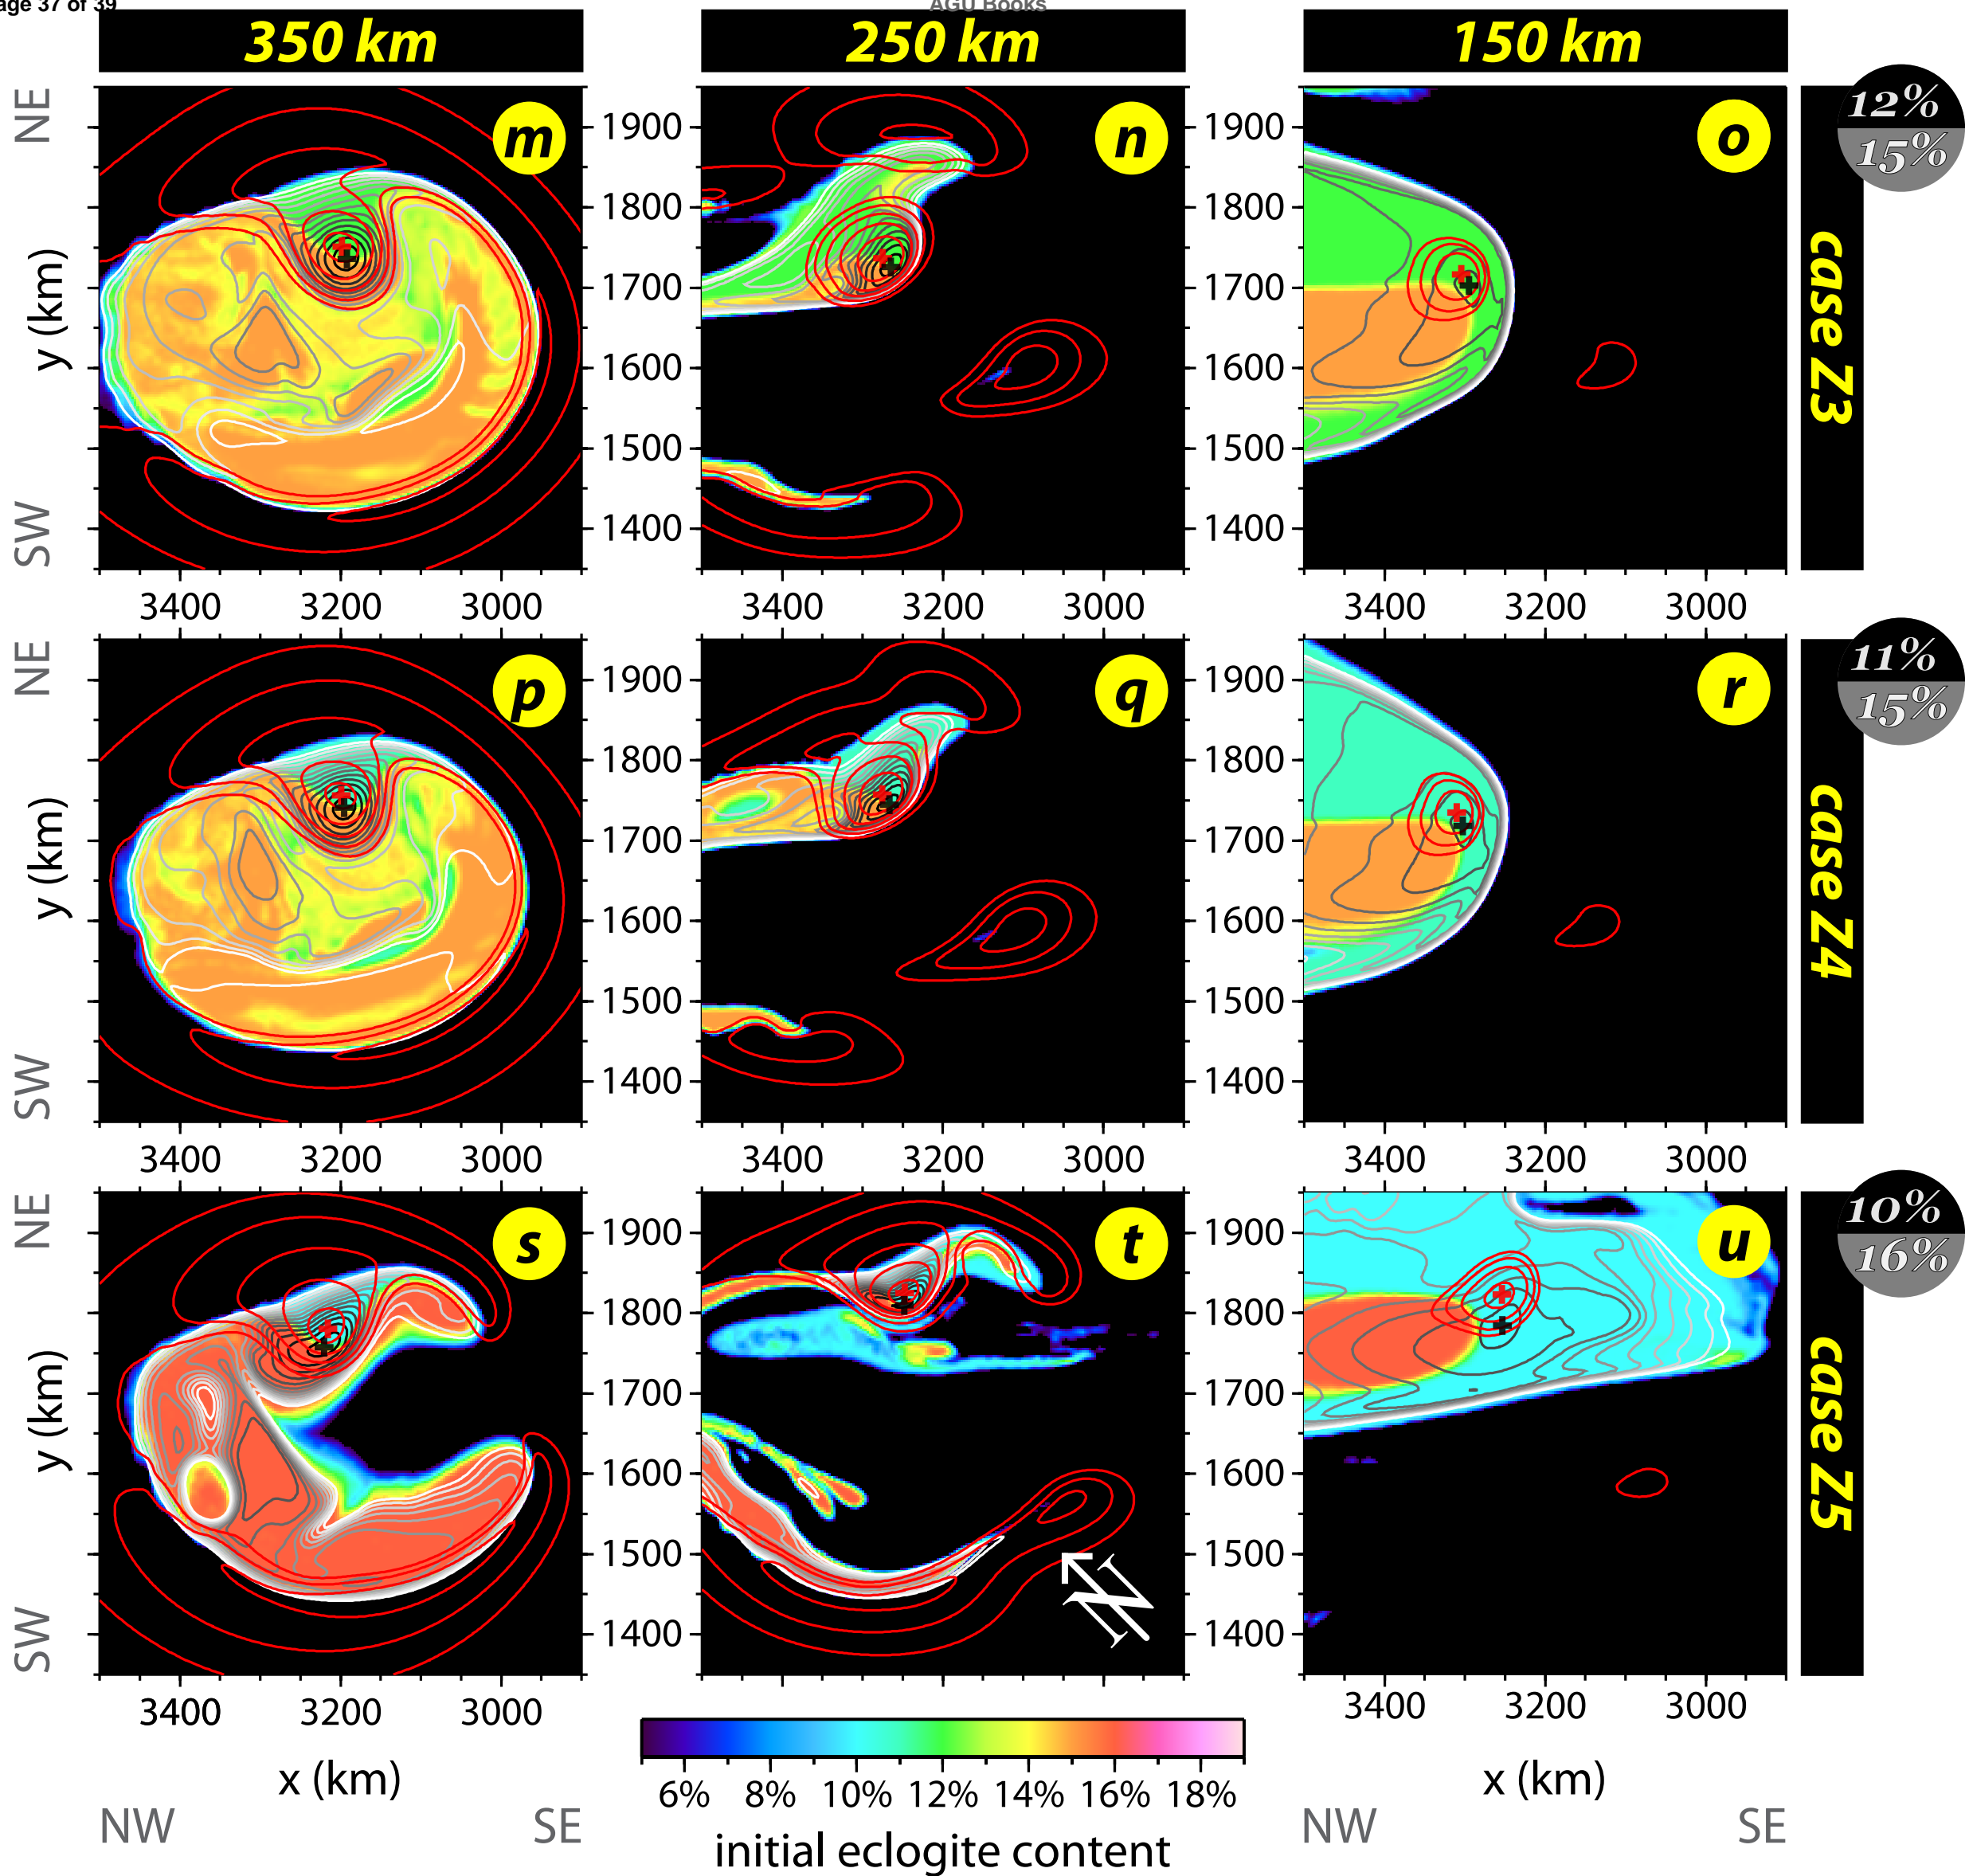 age 37 of 39
AGU Books
350 km
250 km
150 km
NE
y (km)
SW
m
n
o
12%
15%
case Z3
1900
1800
1700
1600
1500
1400
1900
1800
1700
1600
1500
1400
3400 3200 3000
3400 3200 3000
3400 3200 3000
NE
y (km)
SW
p
q
r
11%
15%
case Z4
1900
1800
1700
1600
1500
1400
1900
1800
1700
1600
1500
1400
3400 3200 3000
3400 3200 3000
3400 3200 3000
NE
y (km)
SW
s
t
u
10%
16%
case Z5
1900
1800
1700
1600
1500
1400
1900
1800
1700
1600
1500
1400
N
3400 3200 3000
3400 3200 3000
x (km)
x (km)
NW SE
NW SE
6% 8% 10% 12% 14% 16% 18%
initial eclogite content